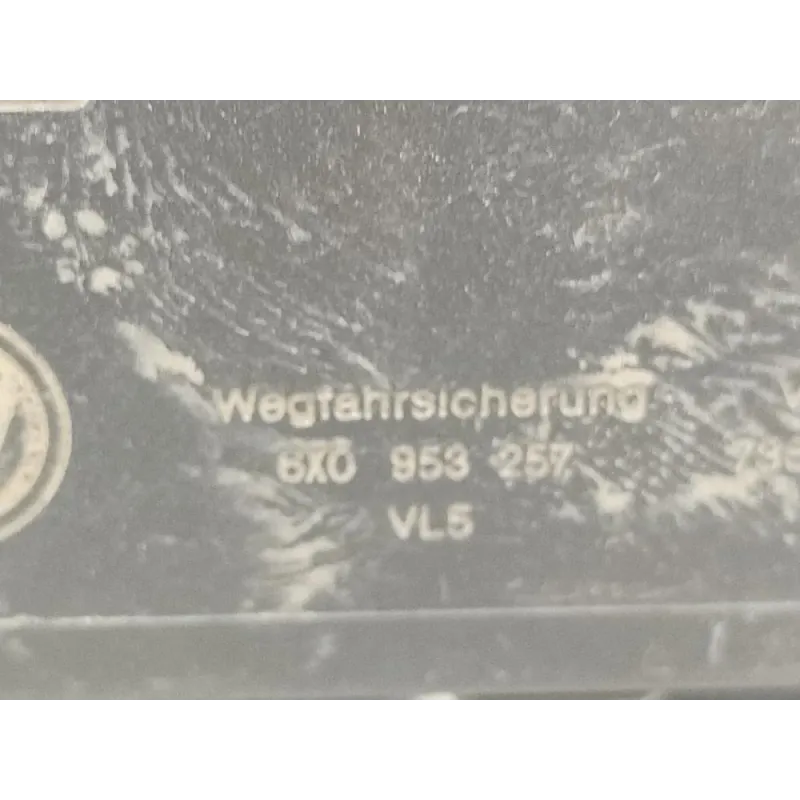 Wegfahrsicherung
6X0 953 257
VL5